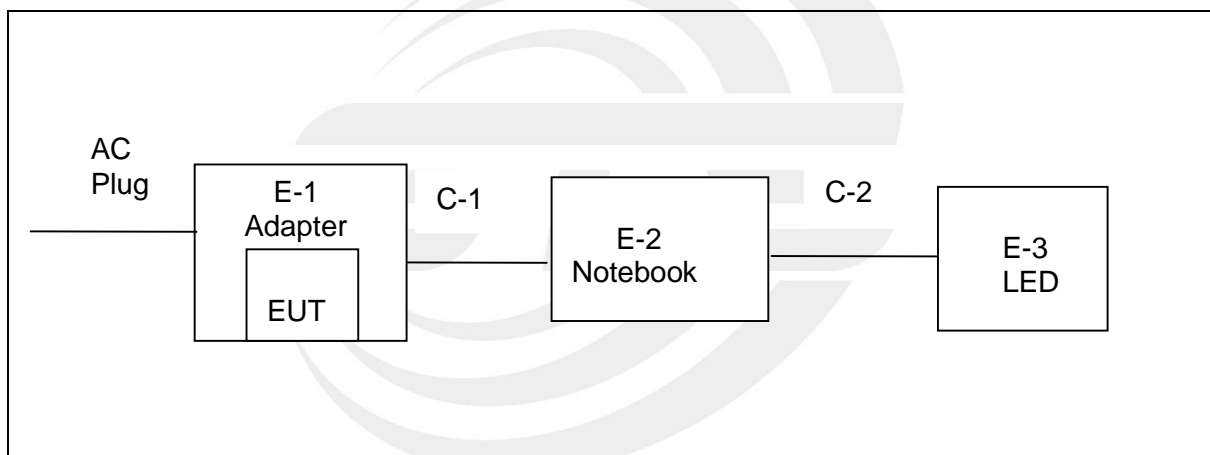 AC
Plug
E-1
Adapter
EUT
C-1
E-2
Notebook
C-2
E-3
LED